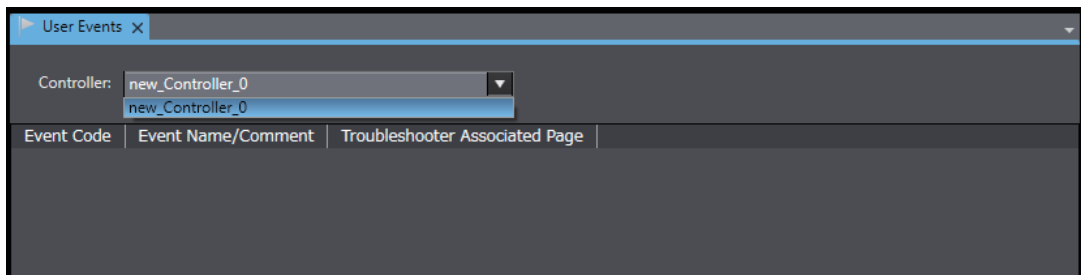 User Events
Controller: new_Controller_0
new_Controller_0
Event Code Event Name/Comment Troubleshooter Associated Page